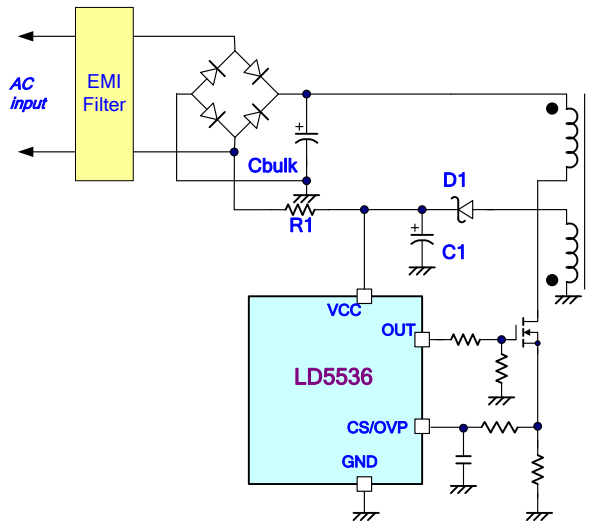 AC
input
EMI
Filter
+
Cbulk
R1
D1
+
C1
VCC
OUT
LD5536
CS/OVP
GND